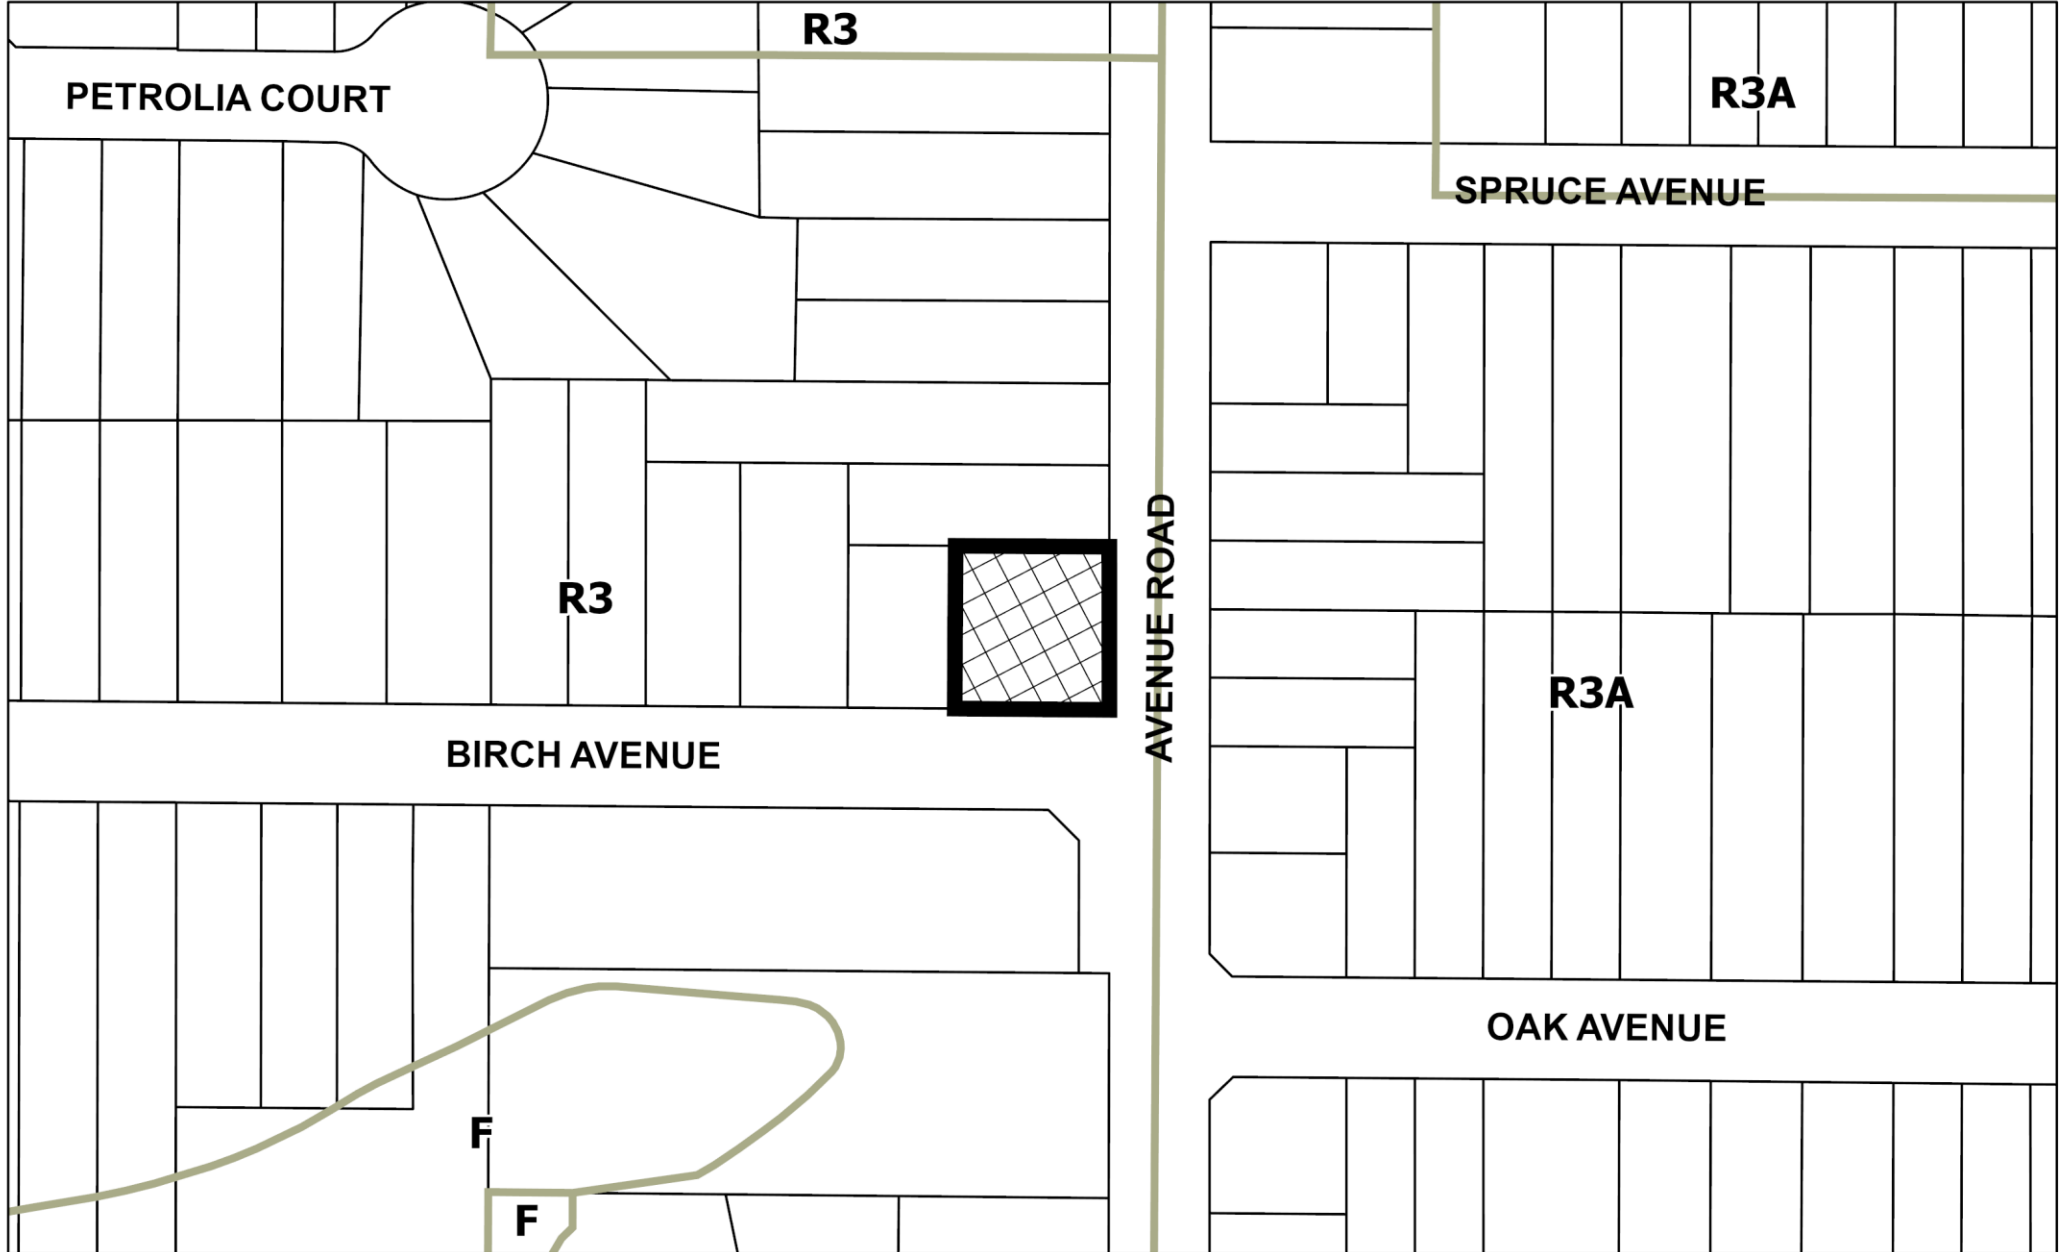 R3
R3A
PETROLIA COURT
SPRUCE AVENUE
R3
AVENUE ROAD
R3A
BIRCH AVENUE
OAK AVENUE
F
F